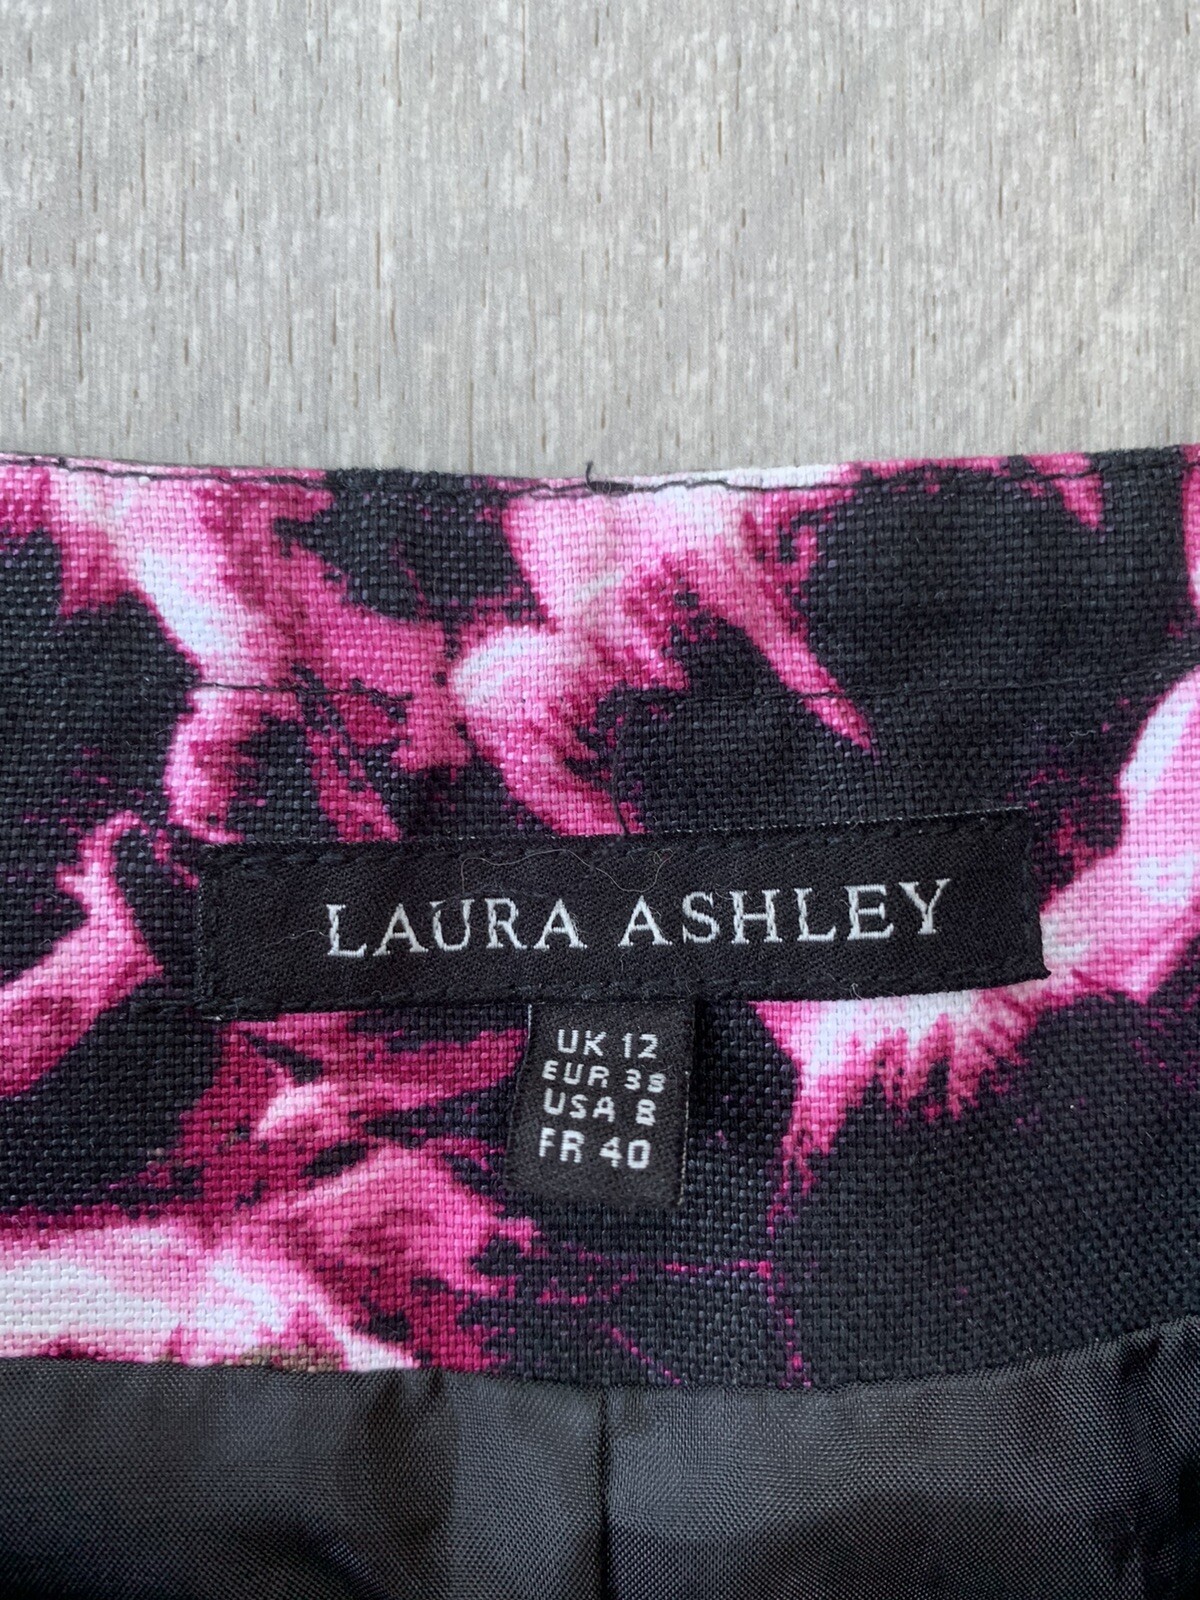 LAURA ASHLEY
UK 12
EUR 38
USA 8
FR 40